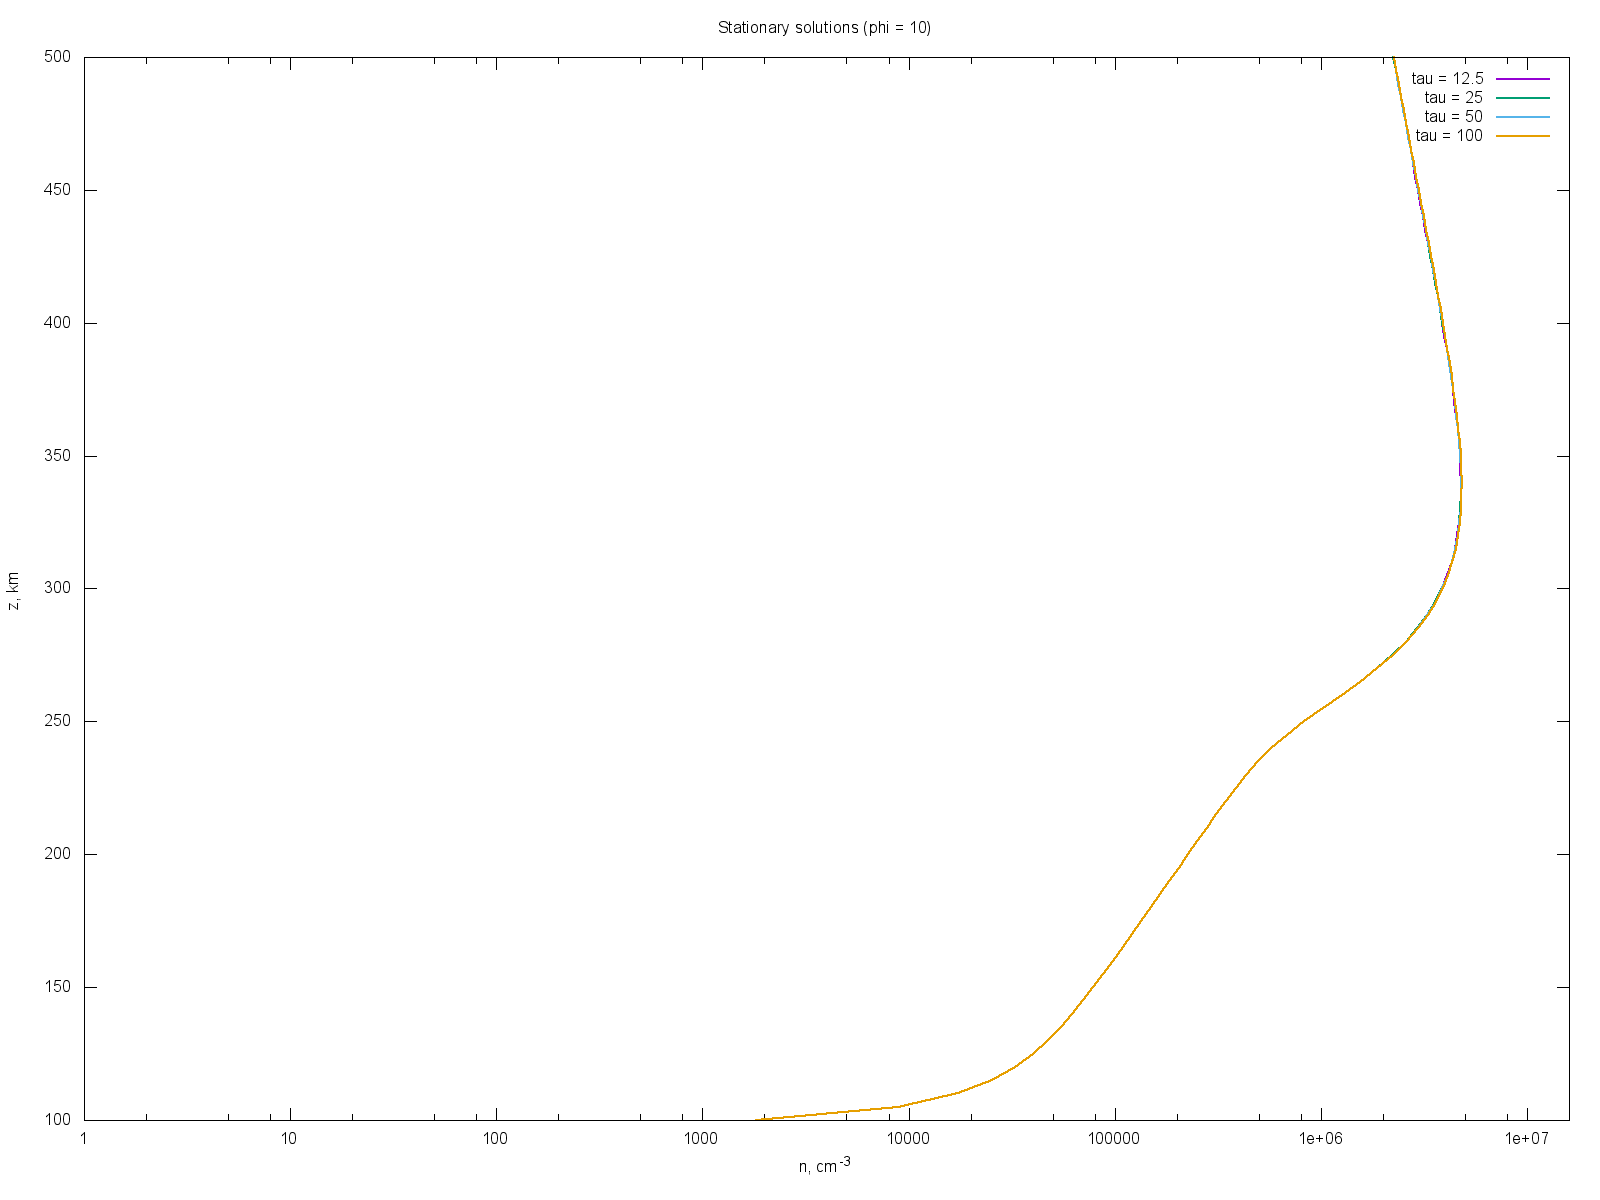 Stationary solutions (phi = 10)
500
450
400
350
300
250
200
150
100
z, km
tau = 12.5
tau = 25
tau = 50
tau = 100
1 10 100 1000 10000 100000 1e+06 1e+07
n, cm-3